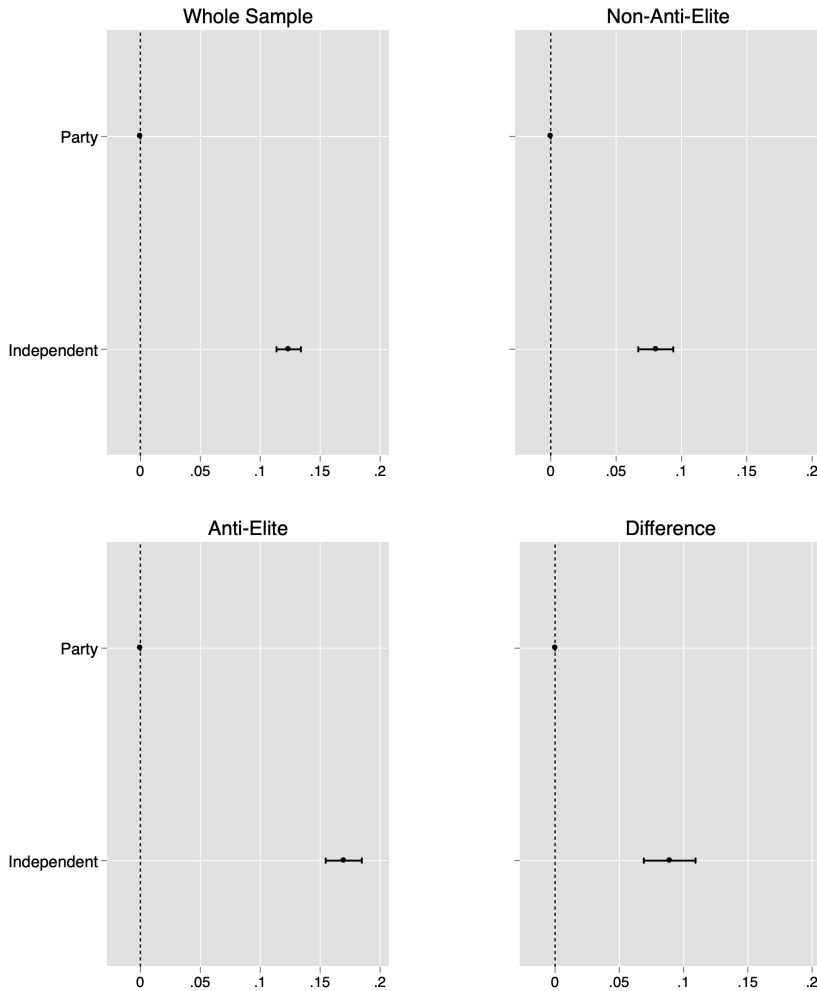 Whole Sample
Party
Independent
0 .05 .1 .15 .2
Non-Anti-Elite
0 .05 .1 .15 .2
Anti-Elite
Party
Independent
0 .05 .1 .15 .2
Difference
0 .05 .1 .15 .2